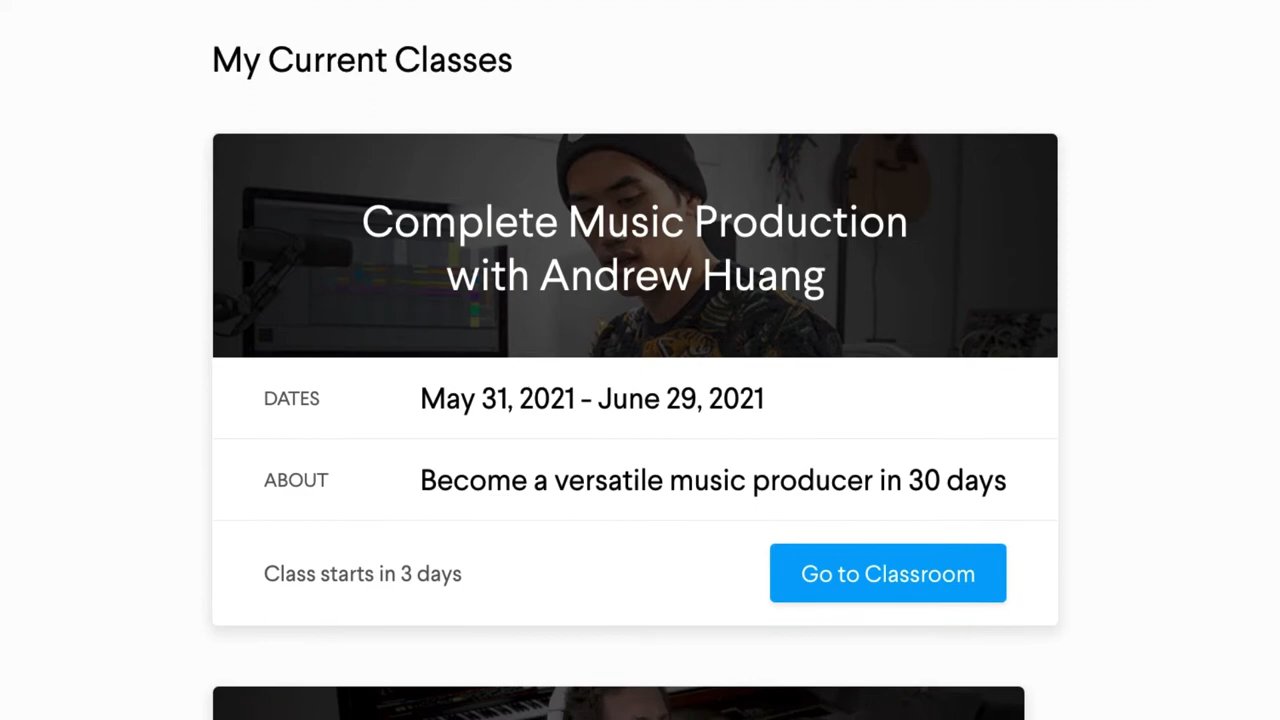 My Current Classes
Complete Music Production
with Andrew Huang
DATES
May 31, 2021 - June 29, 2021
ABOUT
Become a versatile music producer in 30 days
Class starts in 3 days
Go to Classroom